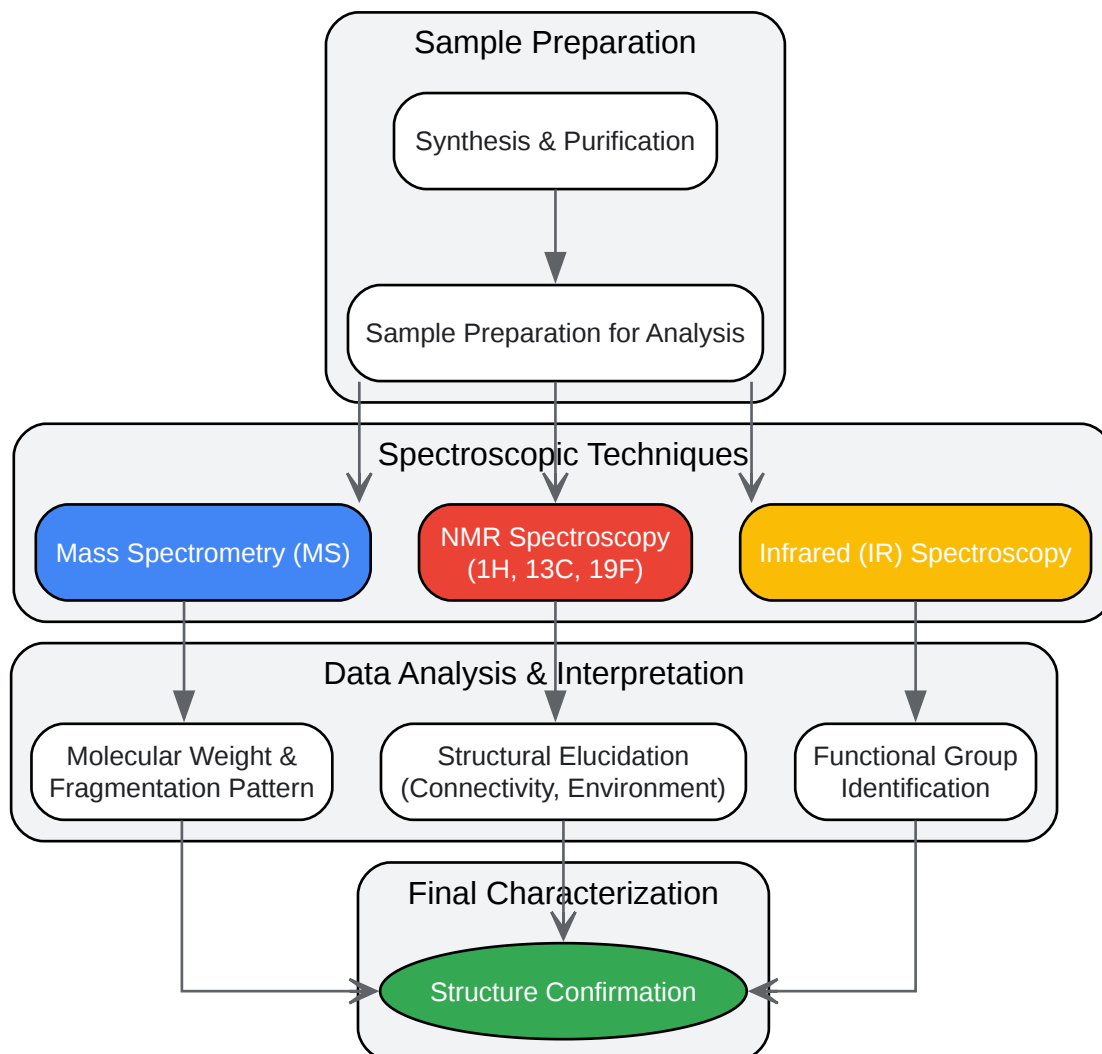 Sample Preparation
Synthesis & Purification
Sample Preparation for Analysis
Spectroscopic Techniques
Mass Spectrometry (MS)
NMR Spectroscopy
(1H, 13C, 19F)
Infrared (IR) Spectroscopy
Data Analysis & Interpretation
Molecular Weight &
Fragmentation Pattern
Structural Elucidation
(Connectivity, Environment)
Functional Group
Identification
Final Characterization
Structure Confirmation